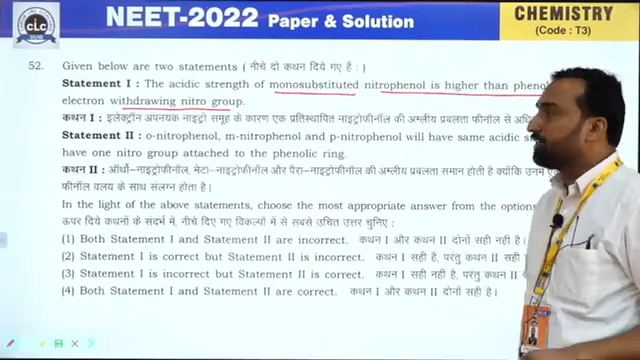 CLC
NEET-2022 Paper & Solution
CHEMISTRY
(Code : T3)
52. Given below are two statements ( नीचे दो कथन दिये गए हैं : )
Statement I : The acidic strength of monosubstituted nitrophenol is higher than phenol
electron withdrawing nitro group.
कथन I : इलेक्ट्रॉन अपनयक नाइट्रो समूह के कारण एक प्रतिस्थापित नाइट्रोफीनॉल की अम्लीय प्रबलता फीनॉल से
Statement II : o-nitrophenol, m-nitrophenol and p-nitrophenol will have same acidic
have one nitro group attached to the phenolic ring.
कथन II : ऑर्थो-नाइट्रोफीनॉल, मेटा-नाइट्रोफीनॉल और पैरा-नाइट्रोफीनॉल की अम्लीय प्रबलता समान होती है क्योंकि उनमें
फीनॉल वलय के साथ संलग्न होता है।
In the light of the above statements, choose the most appropriate answer from the options
ऊपर दिये कथनों के संदर्भ में, नीचे दिए गए विकल्पों में से सबसे उचित उत्तर चुनिए :
(1) Both Statement I and Statement II are incorrect. कथन I और कथन II दोनों सही नहीं है।
(2) Statement I is correct but Statement II is incorrect. कथन I सही है, परंतु कथन II सही
(3) Statement I is incorrect but Statement II is correct. कथन I सही नहीं है, परंतु कथन II
(4) Both Statement I and Statement II are correct. कथन I और कथन II दोनों सही है।